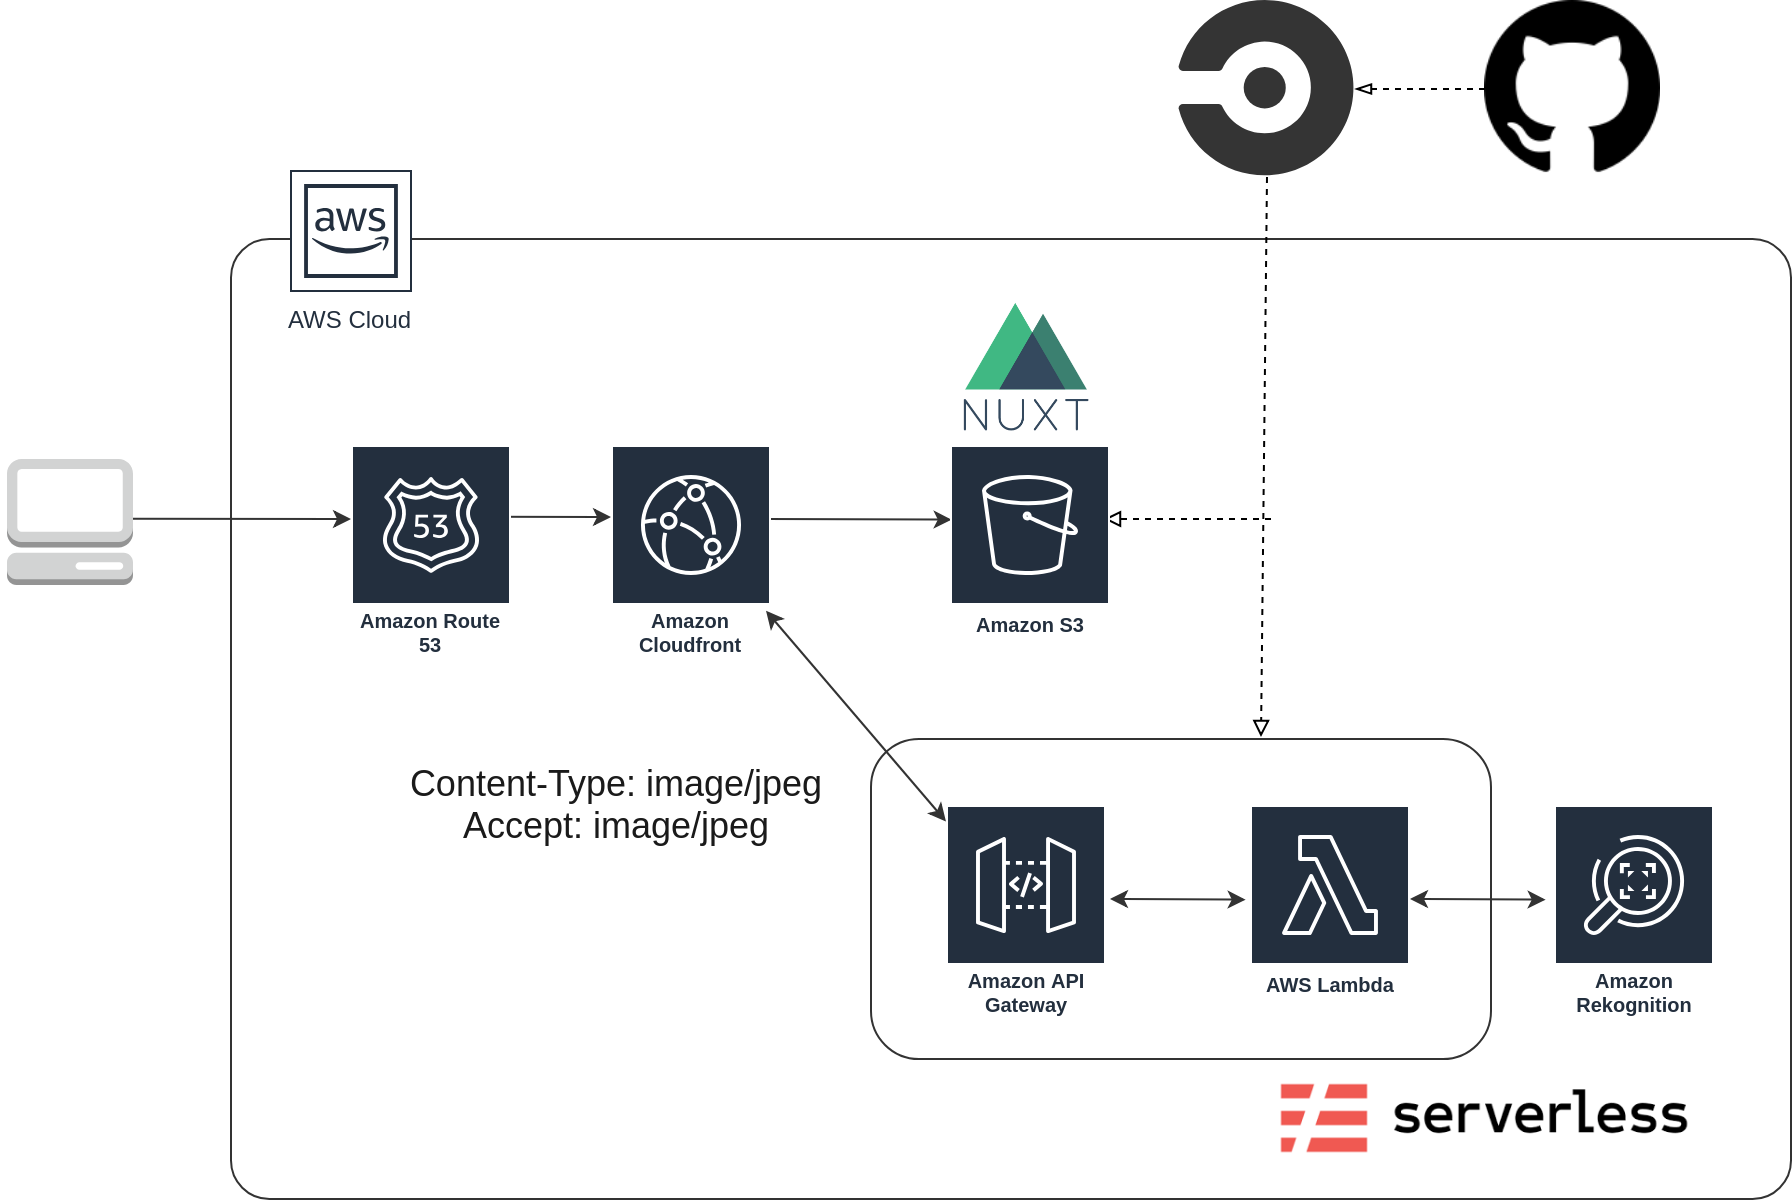 aws
AWS Cloud
NUXT
53
Amazon Route
53
Amazon
Cloudfront
Amazon S3
Content-Type: image/jpeg
Accept: image/jpeg
</>
Amazon API
Gateway
AWS Lambda
Amazon
Rekognition
serverless